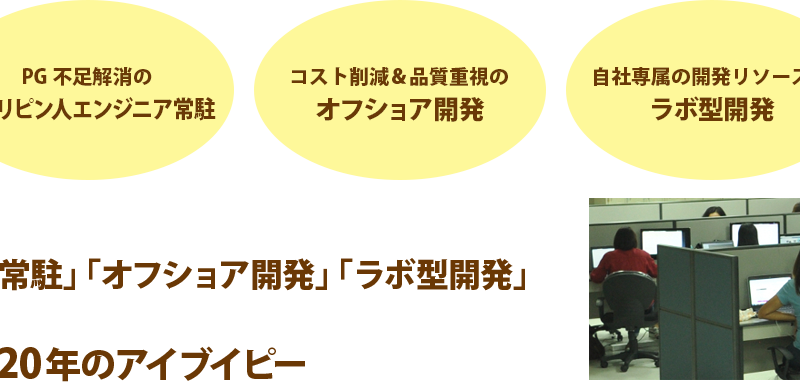 PG 不足解消の
リピン人エンジニア常駐
コスト削減＆品質重視の
オフショア開発
自社専属の開発リソー
ラボ型開発
常駐」「オフショア開発」「ラボ型開発」
20年のアイブイピー